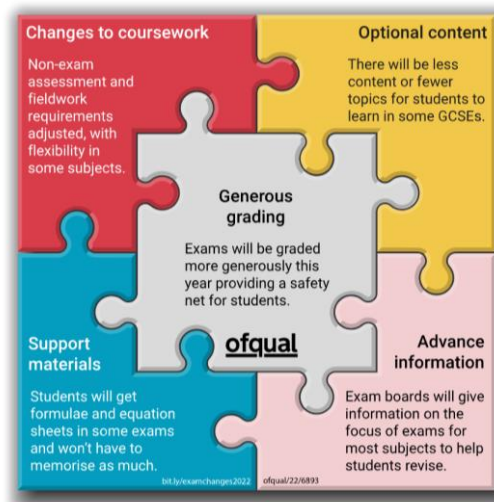 Changes to coursework
Non-exam
assessment and
fieldwork
requirements
adjusted, with
flexibility in
some subjects.
Optional content
There will be less
content or fewer
topics for students to
learn in some GCSEs.
Generous
grading
Exams will be graded
more generously this
year providing a safety
net for students.
ofqual
Support
materials
Students will get
formulae and equation
sheets in some exams
and won't have to
memorise as much.
bit.ly/examchanges2022
Advance
information
Exam boards will give
information on the
focus of exams for
most subjects to help
students revise.
ofqual/22/6893